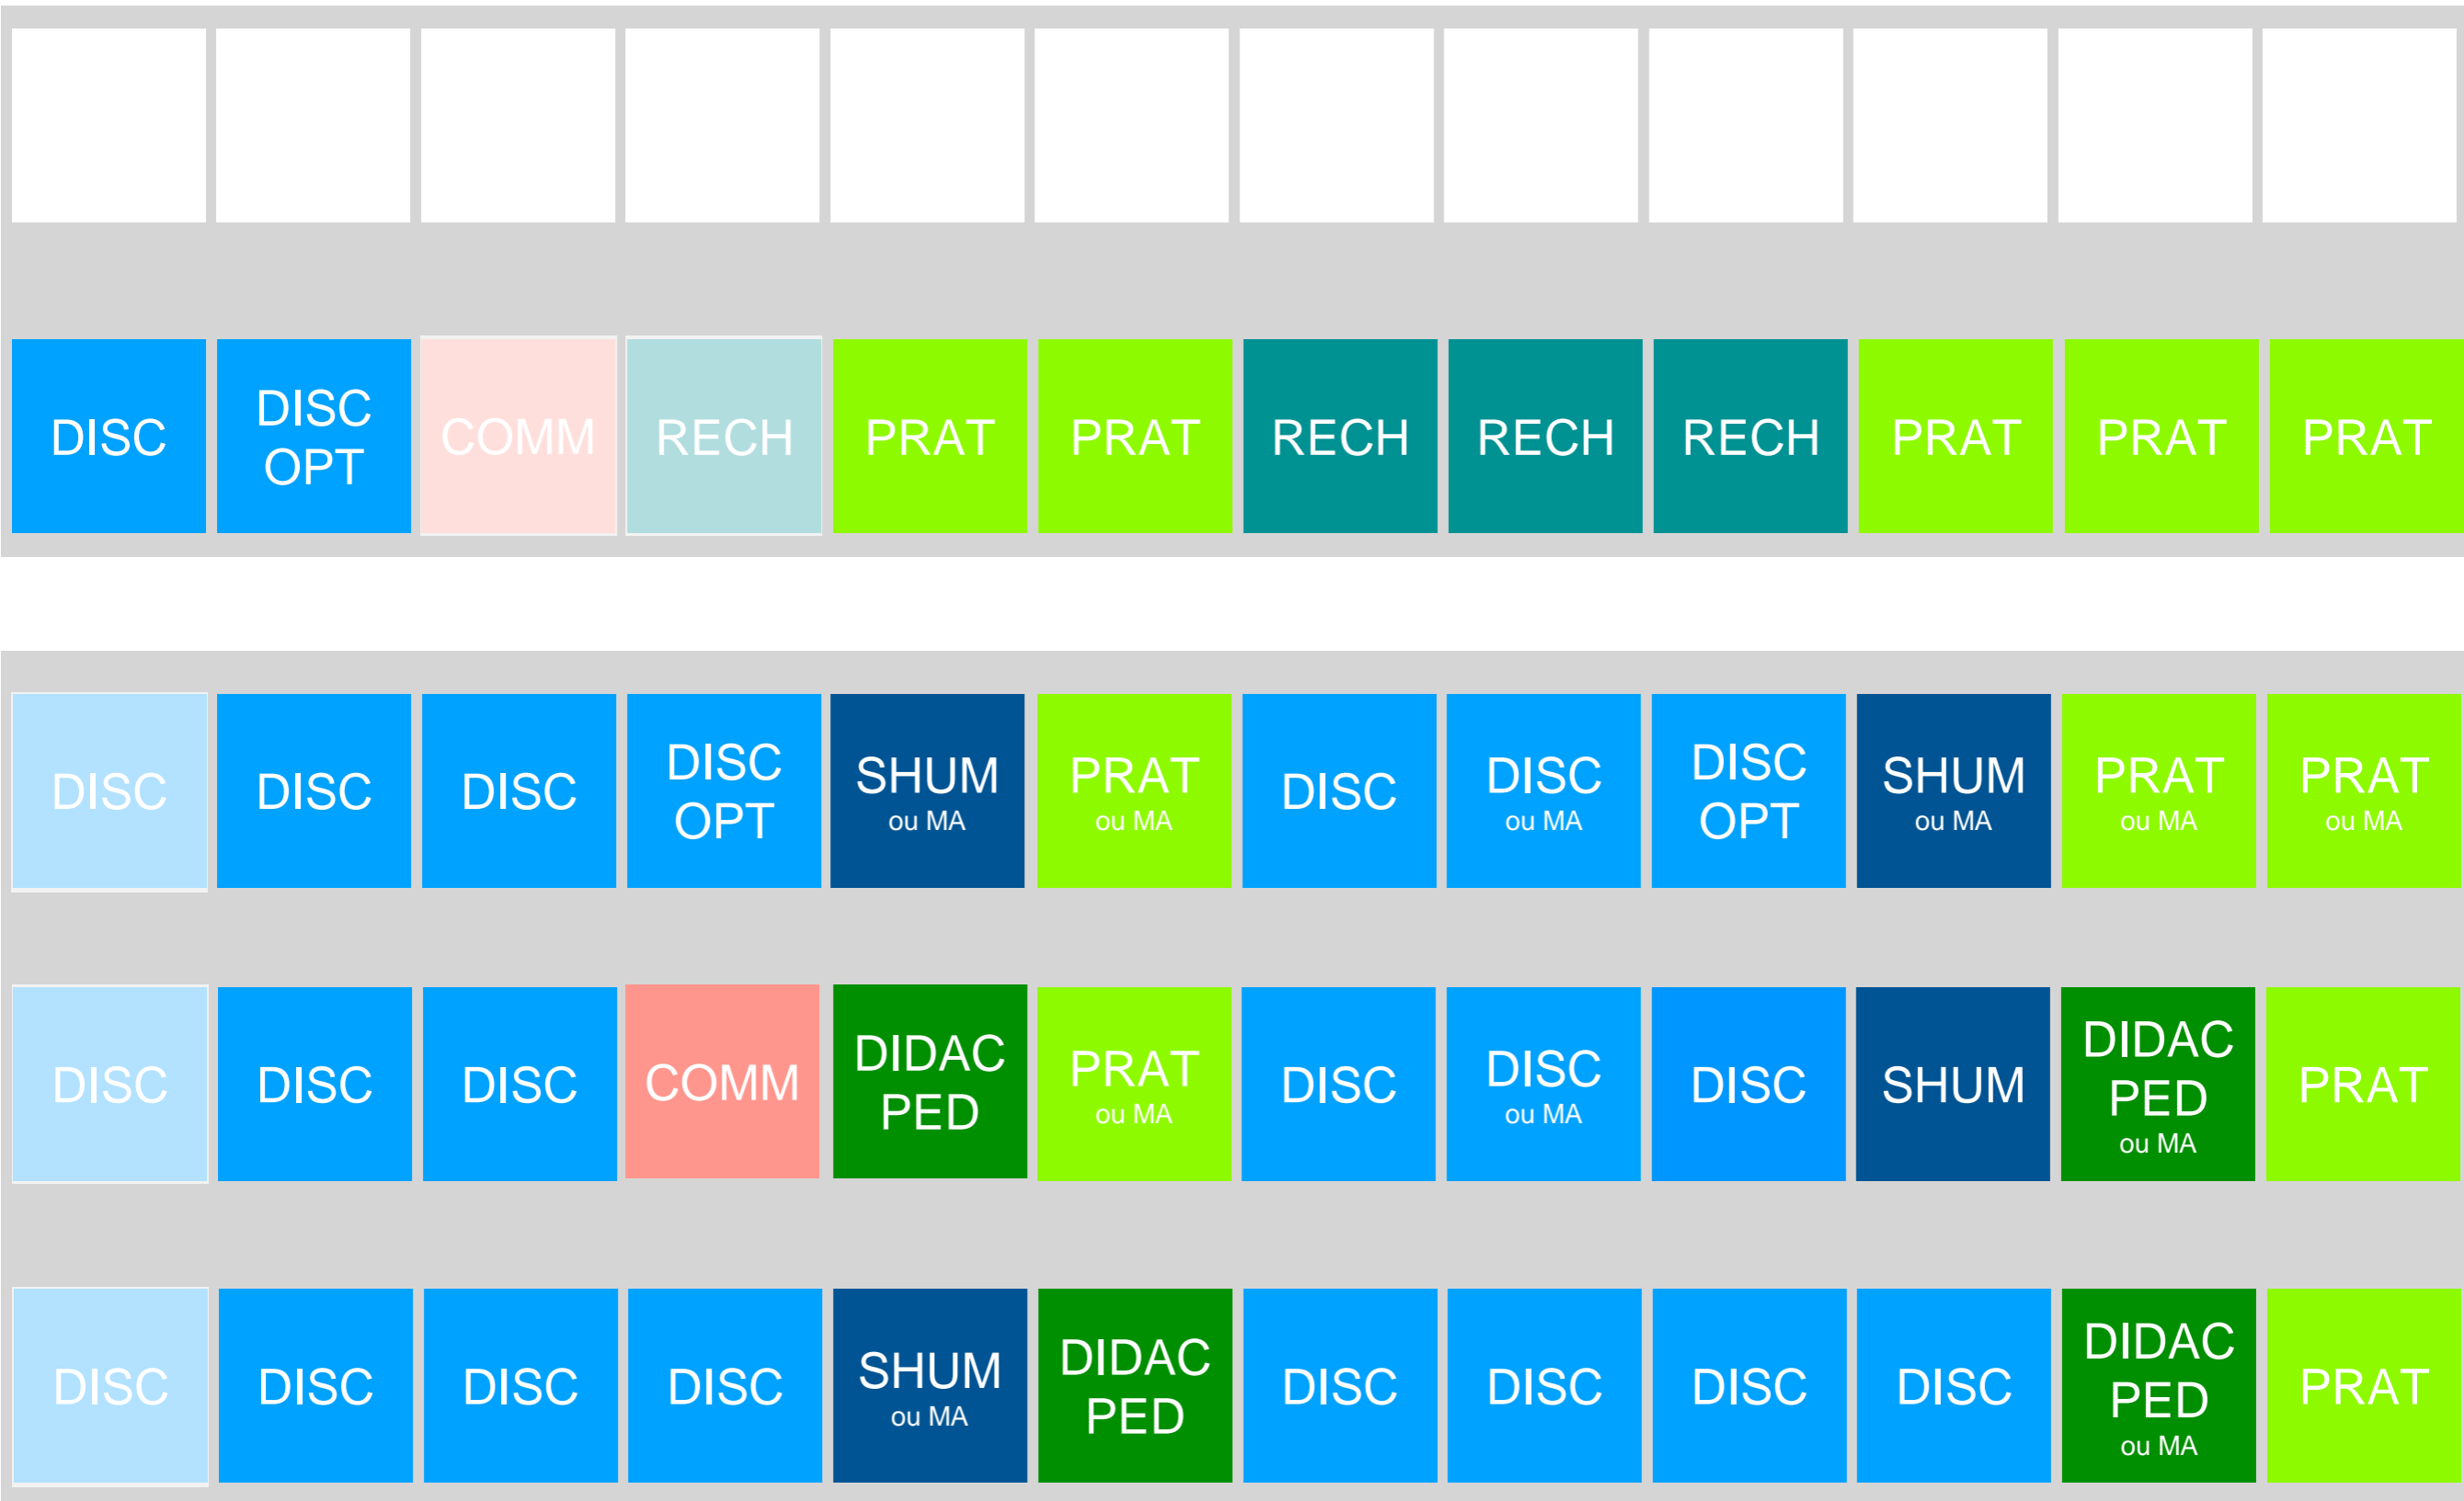 DISC DISC OPT COMM RECH PRAT PRAT RECH RECH RECH PRAT PRAT PRAT
DISC DISC DISC DISC OPT SHUM ou MA PRAT ou MA DISC DISC ou MA DISC OPT SHUM ou MA PRAT ou MA PRAT ou MA
DISC DISC DISC COMM DIDAC PED PRAT ou MA DISC DISC ou MA DISC SHUM DIDAC PED ou MA PRAT
DISC DISC DISC DISC SHUM ou MA DIDAC PED DISC DISC DISC DISC DIDAC PED ou MA PRAT